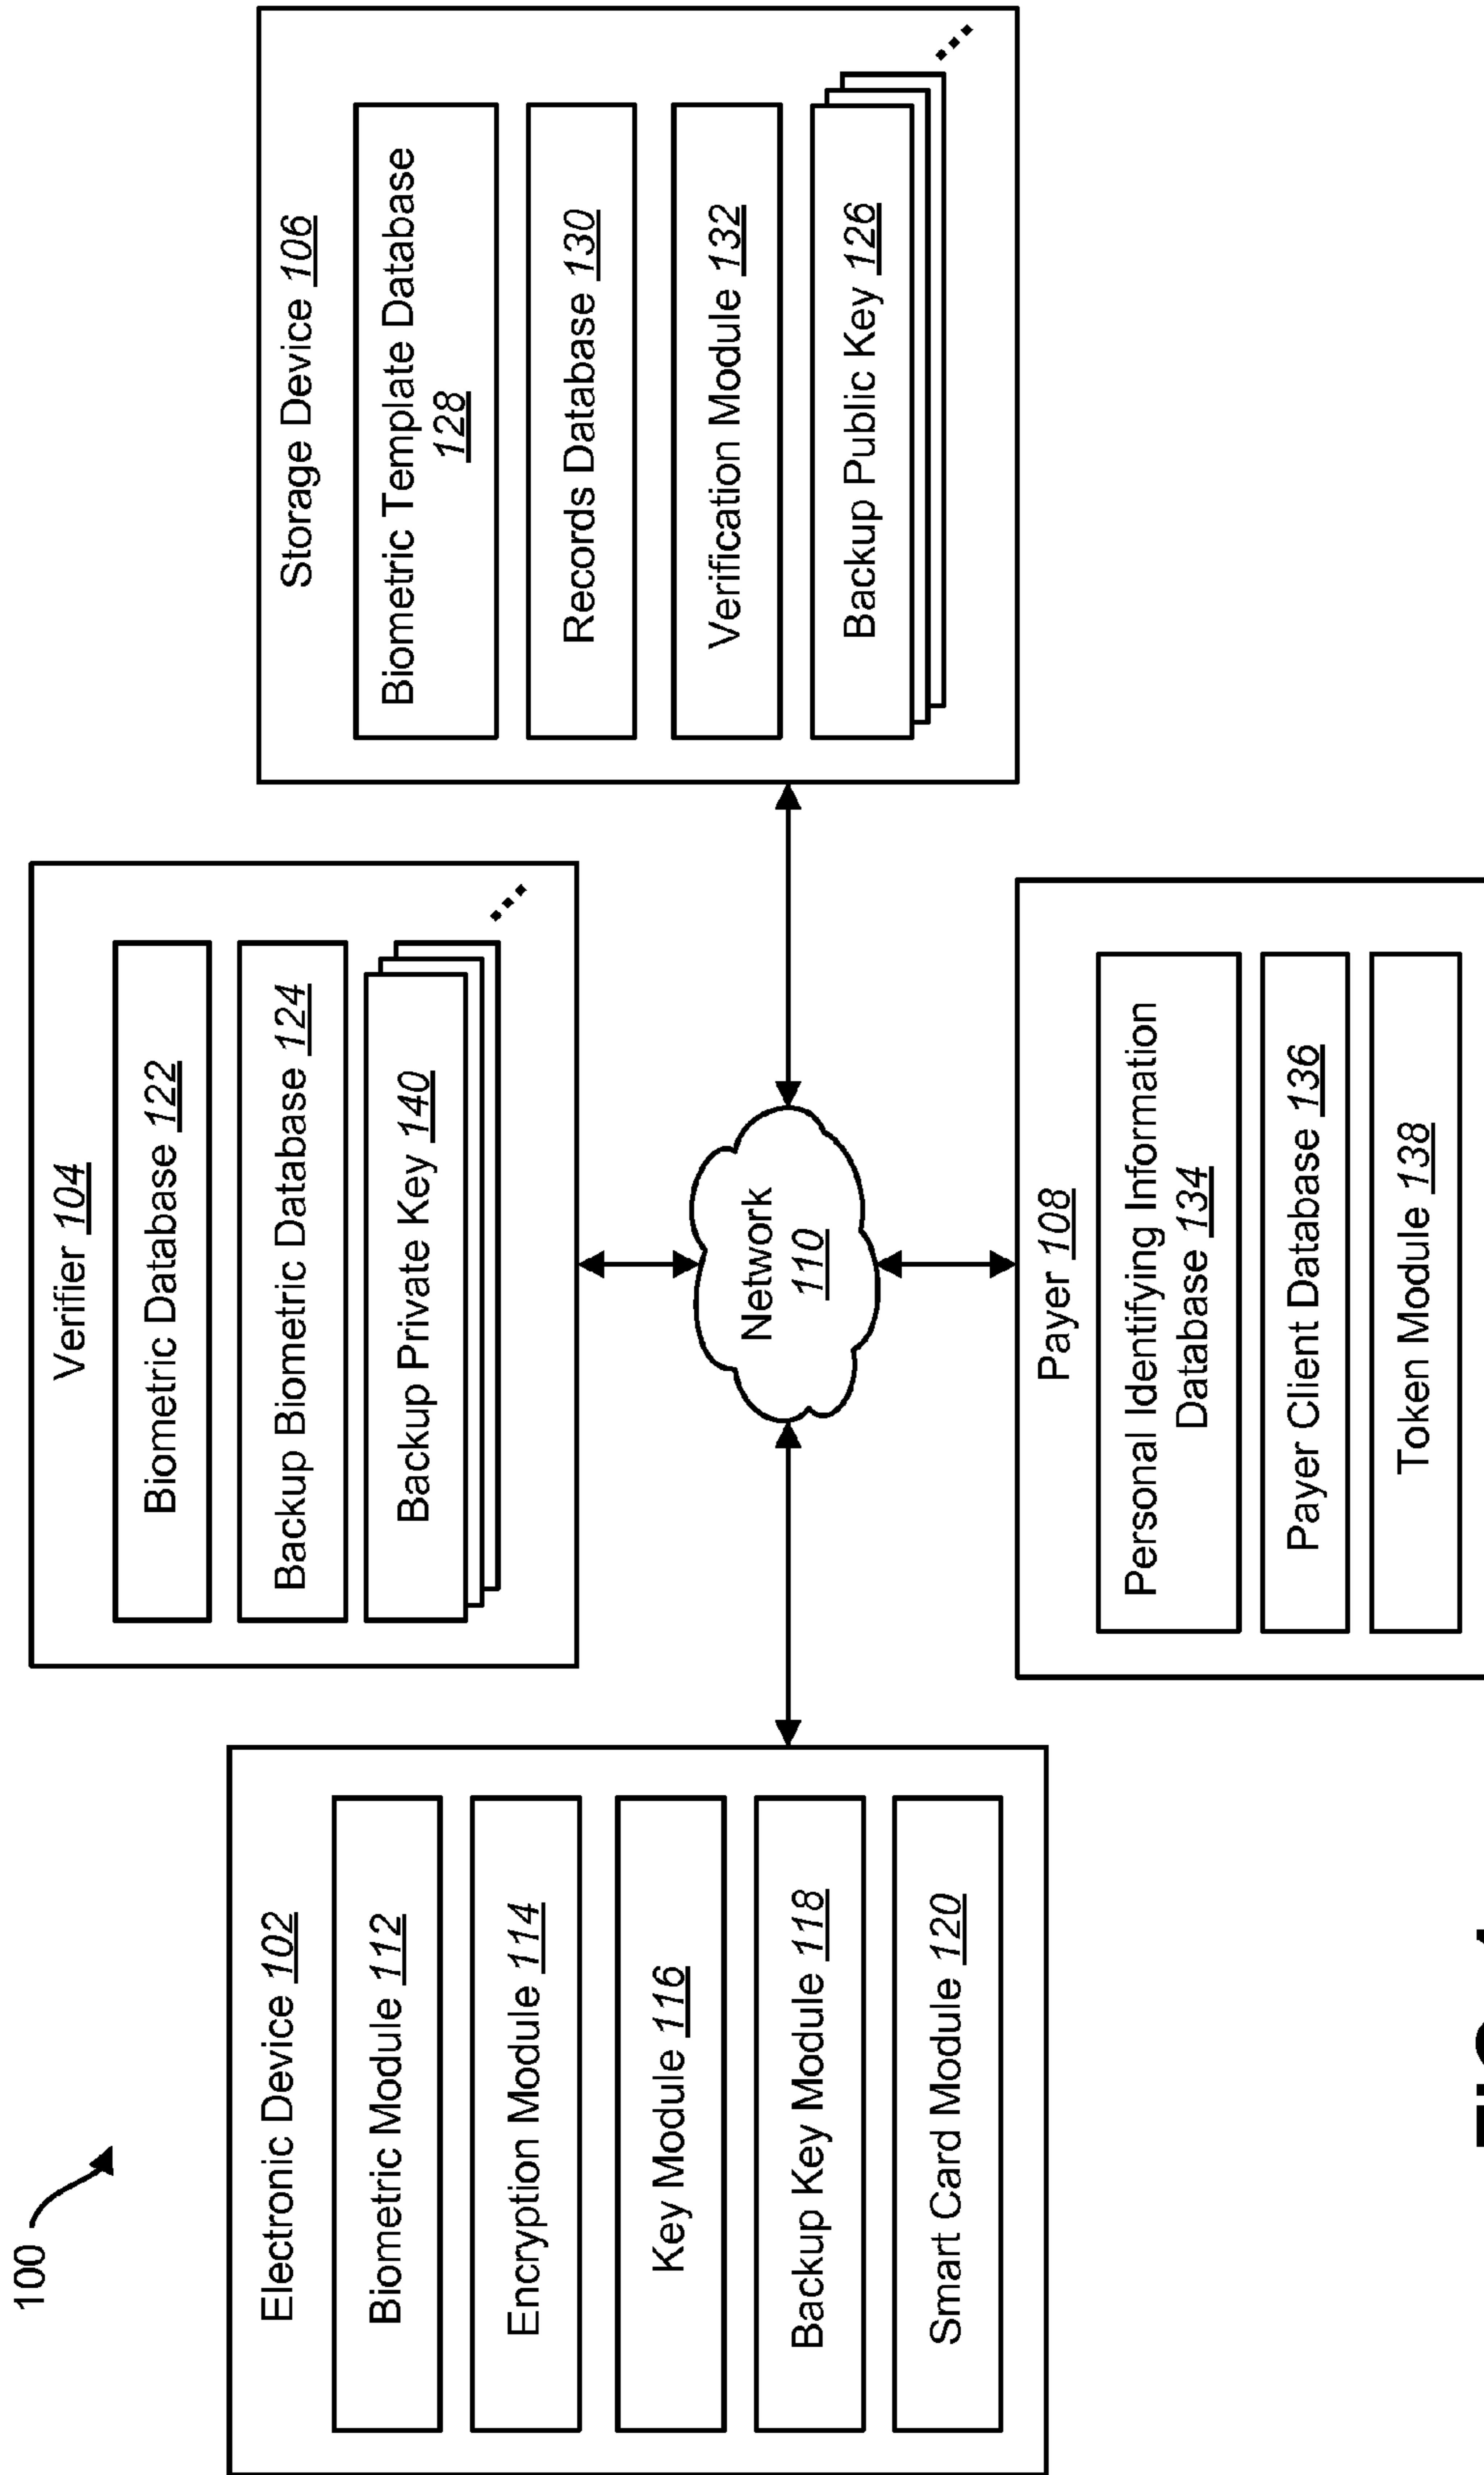 100
Electronic Device 102
Biometric Module 112
Encryption Module 114
Key Module 116
Backup Key Module 118
Smart Card Module 120
Verifier 104
Biometric Database 122
Backup Biometric Database 124
Backup Private Key 140
Network
110
Payer 108
Personal Identifying Information
Database 134
Payer Client Database 136
Token Module 138
Storage Device 106
Biometric Template Database
128
Records Database 130
Verification Module 132
Backup Public Key 126